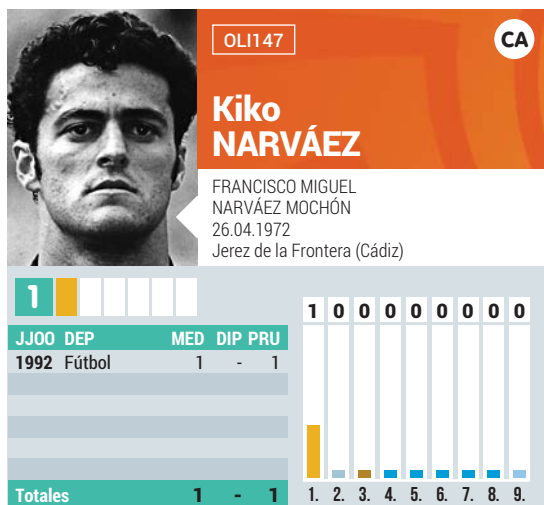 OLI147
CA
Kiko
NARVÁEZ
FRANCISCO MIGUEL
NARVÁEZ MOCHÓN
26.04.1972
Jerez de la Frontera (Cádiz)
1
JJOO DEP MED DIP PRU
1992 Fútbol 1 - 1
Totales 1 - 1
1 0 0 0 0 0 0 0 0
1. 2. 3. 4. 5. 6. 7. 8. 9.